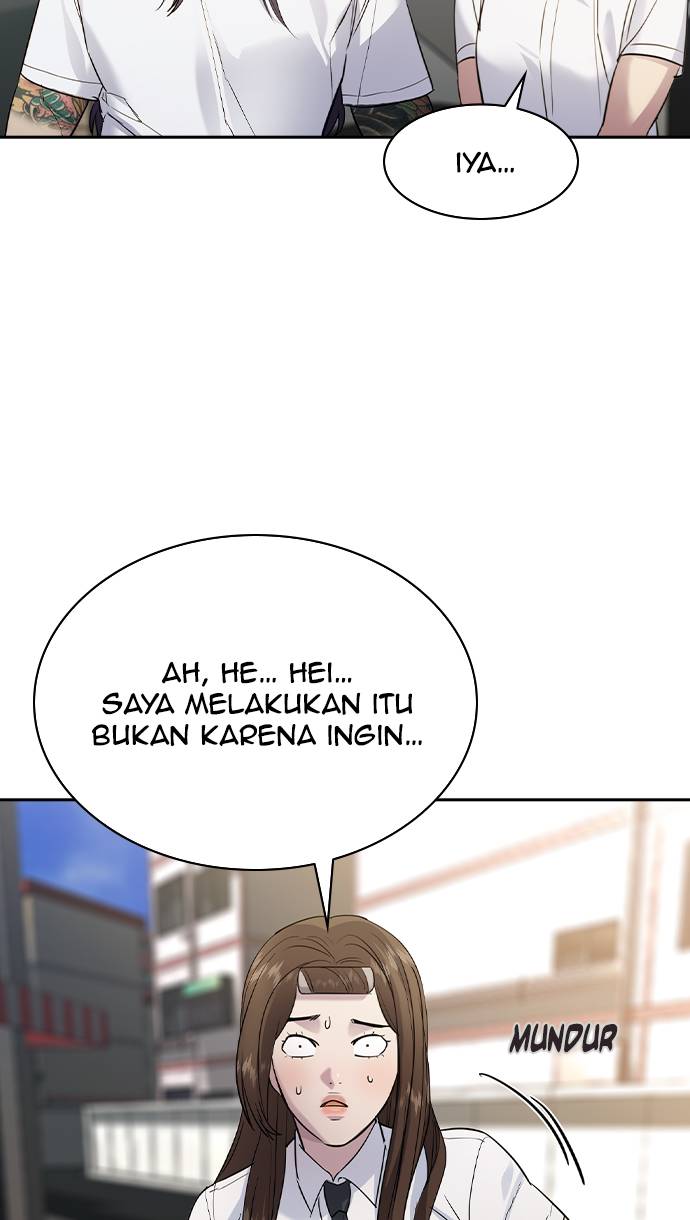 IYA...
AH, HE... HEI...
SAYA MELAKUKAN ITU
BUKAN KARENA INGIN...
MUNDUR